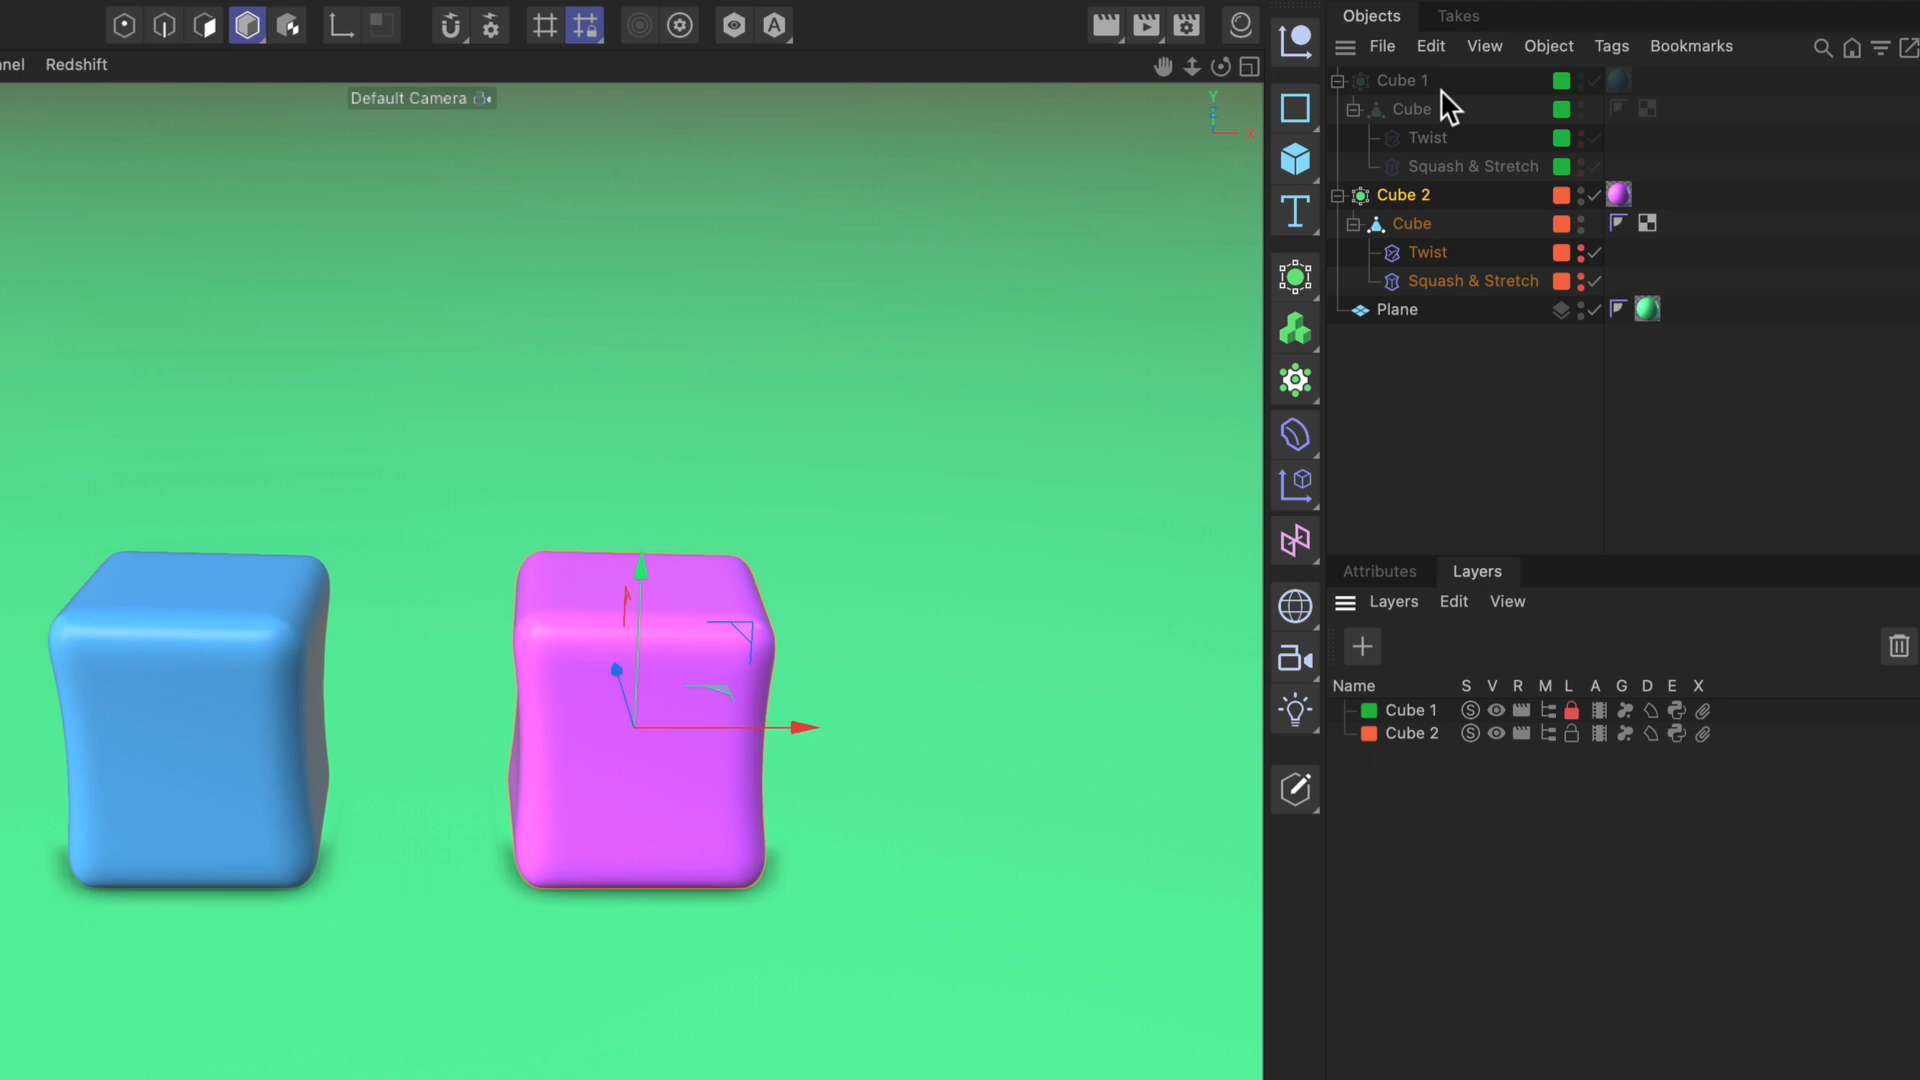 Objects Takes
File Edit View Object Tags Bookmarks
nel Redshift
Default Camera
Y
Z
X
Cube 1
Cube
Twist
Squash & Stretch
Cube 2
Cube
Twist
Squash & Stretch
Plane
Attributes Layers
Layers Edit View
Name S V R M L A G D E X
Cube 1
Cube 2